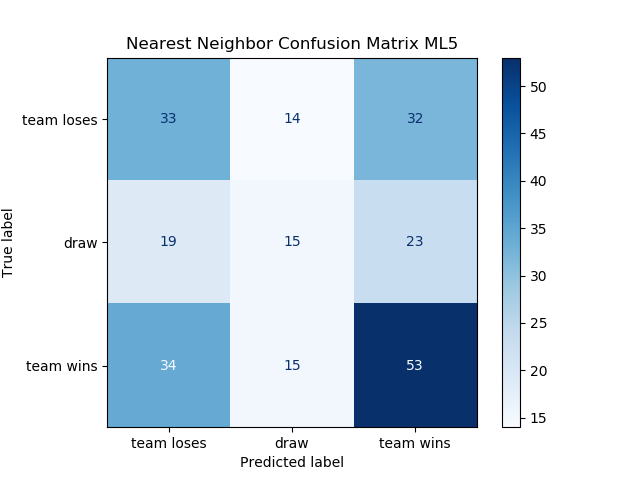 Nearest Neighbor Confusion Matrix ML5
True label
team loses
33
14
32
draw
19
15
23
team wins
34
15
53
team loses
draw
team wins
Predicted label
50
45
40
35
30
25
20
15